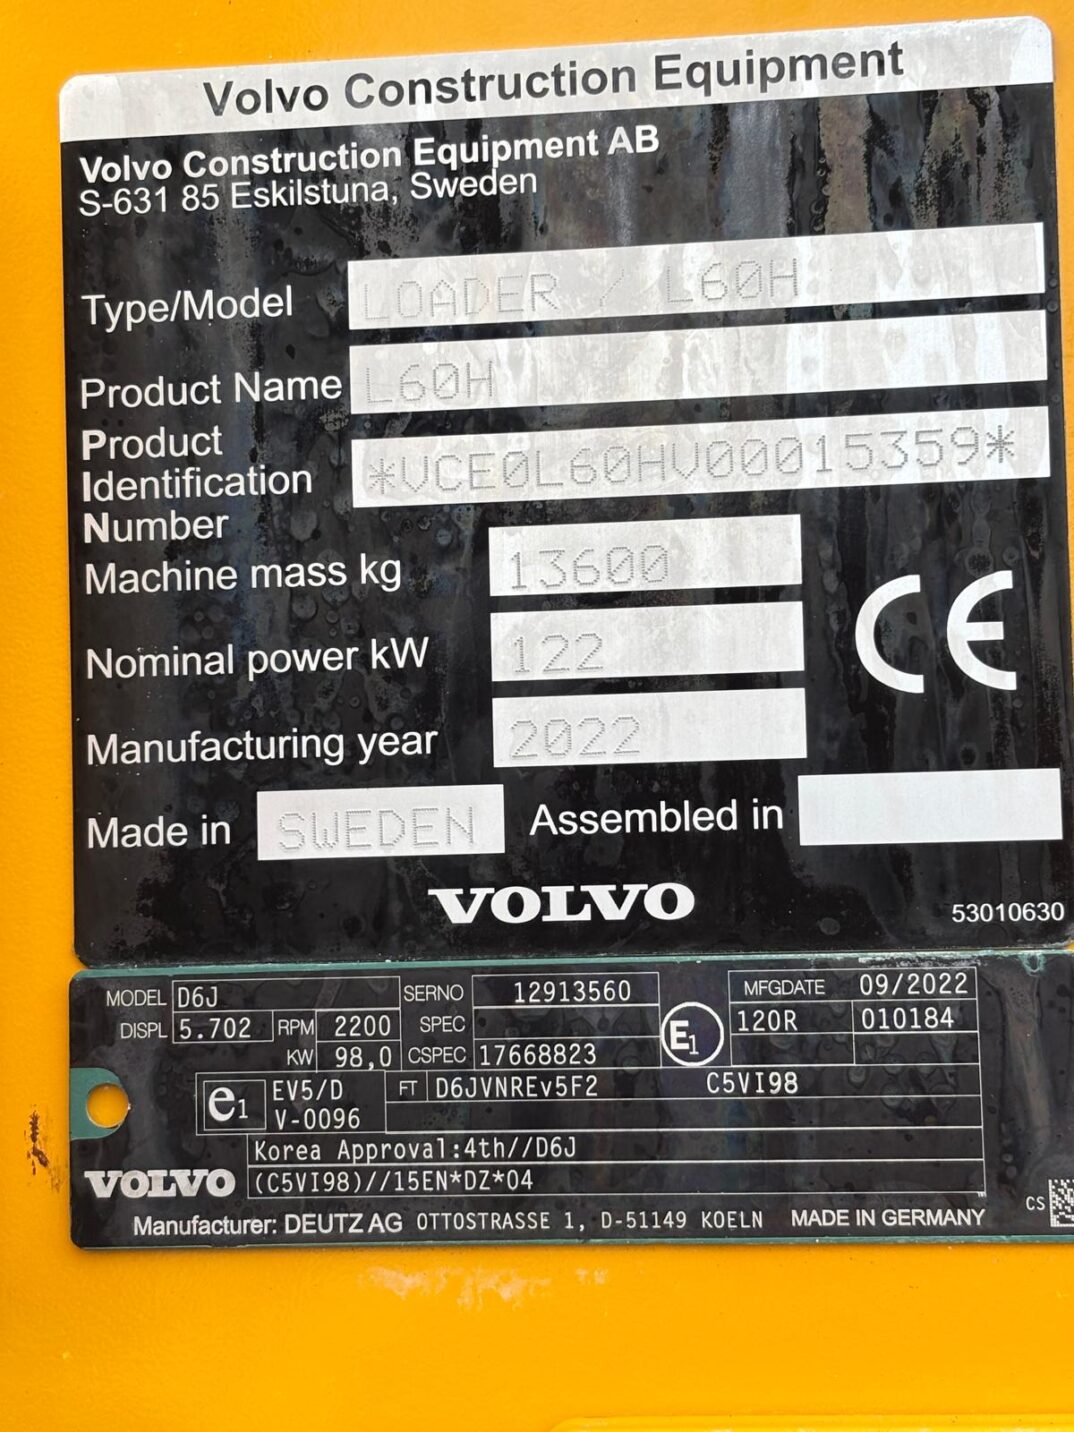 Volvo Construction Equipment
Volvo Construction Equipment AB
S-631 85 Eskilstuna, Sweden
Type/Model LOADER / L60H
Product Name L60H
Product
Identification *VCE0L60HV00015359*
Number
Machine mass kg 13600
Nominal power kW 122
CE
Manufacturing year 2022
Made in SWEDEN Assembled in
VOLVO
53010630
MODEL D6J SERNO 12913560 MFGDATE 09/2022
DISPL 5.702 RPM 2200 SPEC E1 120R 010184
KW 98,0 CSPEC 17668823
e1 EV5/D FT D6JVNREv5F2 C5VI98
V-0096
Korea Approval:4th//D6J
VOLVO (C5VI98)//15EN*DZ*04
CS
Manufacturer: DEUTZ AG OTTOSTRASSE 1, D-51149 KOELN MADE IN GERMANY